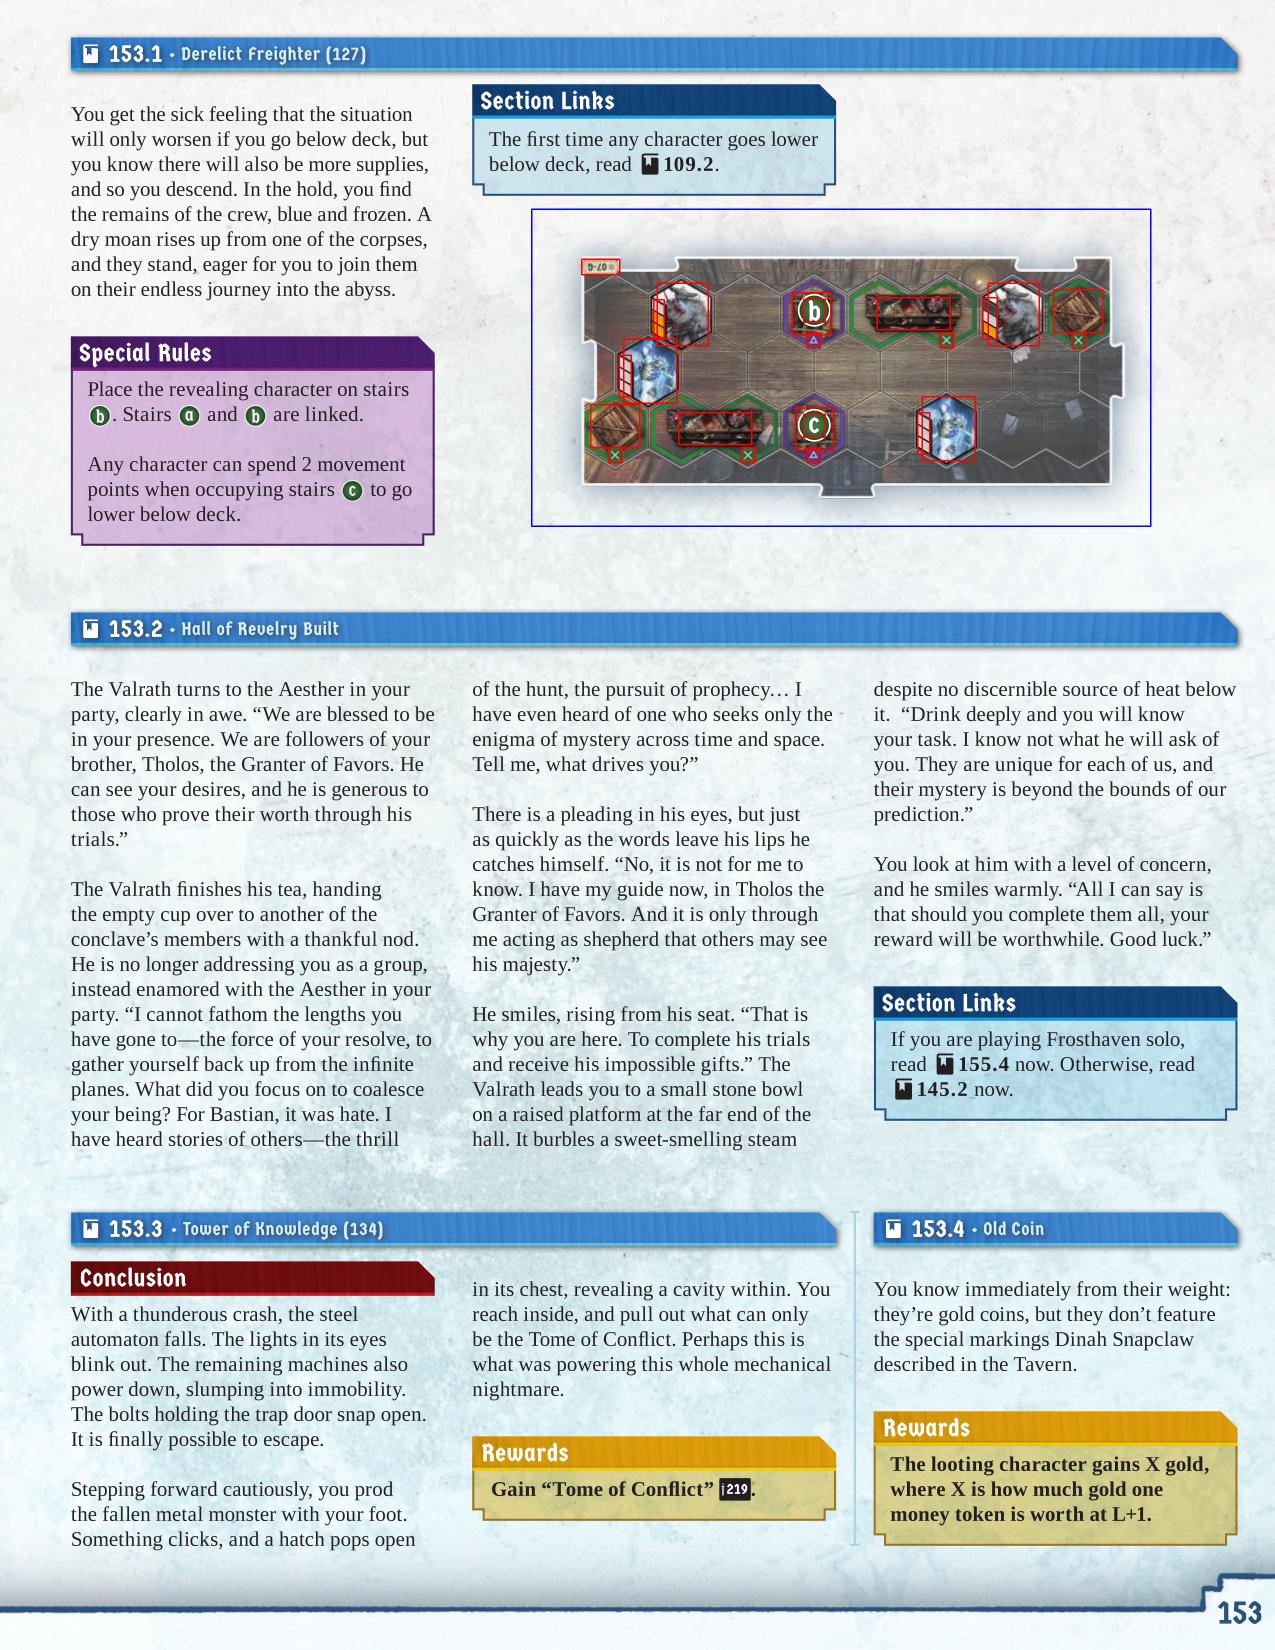 153.1 • Derelict Freighter (127)
You get the sick feeling that the situation
will only worsen if you go below deck, but
you know there will also be more supplies,
and so you descend. In the hold, you find
the remains of the crew, blue and frozen. A
dry moan rises up from one of the corpses,
and they stand, eager for you to join them
on their endless journey into the abyss.
Special Rules
Place the revealing character on stairs
b. Stairs a and b are linked.
Any character can spend 2 movement
points when occupying stairs c to go
lower below deck.
Section Links
The first time any character goes lower
below deck, read 109.2.
07-G
b
c
153.2 • Hall of Revelry Built
The Valrath turns to the Aesther in your
party, clearly in awe. “We are blessed to be
in your presence. We are followers of your
brother, Tholos, the Granter of Favors. He
can see your desires, and he is generous to
those who prove their worth through his
trials.”
The Valrath finishes his tea, handing
the empty cup over to another of the
conclave’s members with a thankful nod.
He is no longer addressing you as a group,
instead enamored with the Aesther in your
party. “I cannot fathom the lengths you
have gone to—the force of your resolve, to
gather yourself back up from the infinite
planes. What did you focus on to coalesce
your being? For Bastian, it was hate. I
have heard stories of others—the thrill
of the hunt, the pursuit of prophecy… I
have even heard of one who seeks only the
enigma of mystery across time and space.
Tell me, what drives you?”
There is a pleading in his eyes, but just
as quickly as the words leave his lips he
catches himself. “No, it is not for me to
know. I have my guide now, in Tholos the
Granter of Favors. And it is only through
me acting as shepherd that others may see
his majesty.”
He smiles, rising from his seat. “That is
why you are here. To complete his trials
and receive his impossible gifts.” The
Valrath leads you to a small stone bowl
on a raised platform at the far end of the
hall. It burbles a sweet-smelling steam
despite no discernible source of heat below
it. “Drink deeply and you will know
your task. I know not what he will ask of
you. They are unique for each of us, and
their mystery is beyond the bounds of our
prediction.”
You look at him with a level of concern,
and he smiles warmly. “All I can say is
that should you complete them all, your
reward will be worthwhile. Good luck.”
Section Links
If you are playing Frosthaven solo,
read 155.4 now. Otherwise, read
145.2 now.
153.3 • Tower of Knowledge (134)
Conclusion
With a thunderous crash, the steel
automaton falls. The lights in its eyes
blink out. The remaining machines also
power down, slumping into immobility.
The bolts holding the trap door snap open.
It is finally possible to escape.
Stepping forward cautiously, you prod
the fallen metal monster with your foot.
Something clicks, and a hatch pops open
in its chest, revealing a cavity within. You
reach inside, and pull out what can only
be the Tome of Conflict. Perhaps this is
what was powering this whole mechanical
nightmare.
Rewards
Gain “Tome of Conflict” 219.
153.4 • Old Coin
You know immediately from their weight:
they’re gold coins, but they don’t feature
the special markings Dinah Snapclaw
described in the Tavern.
Rewards
The looting character gains X gold,
where X is how much gold one
money token is worth at L+1.
153